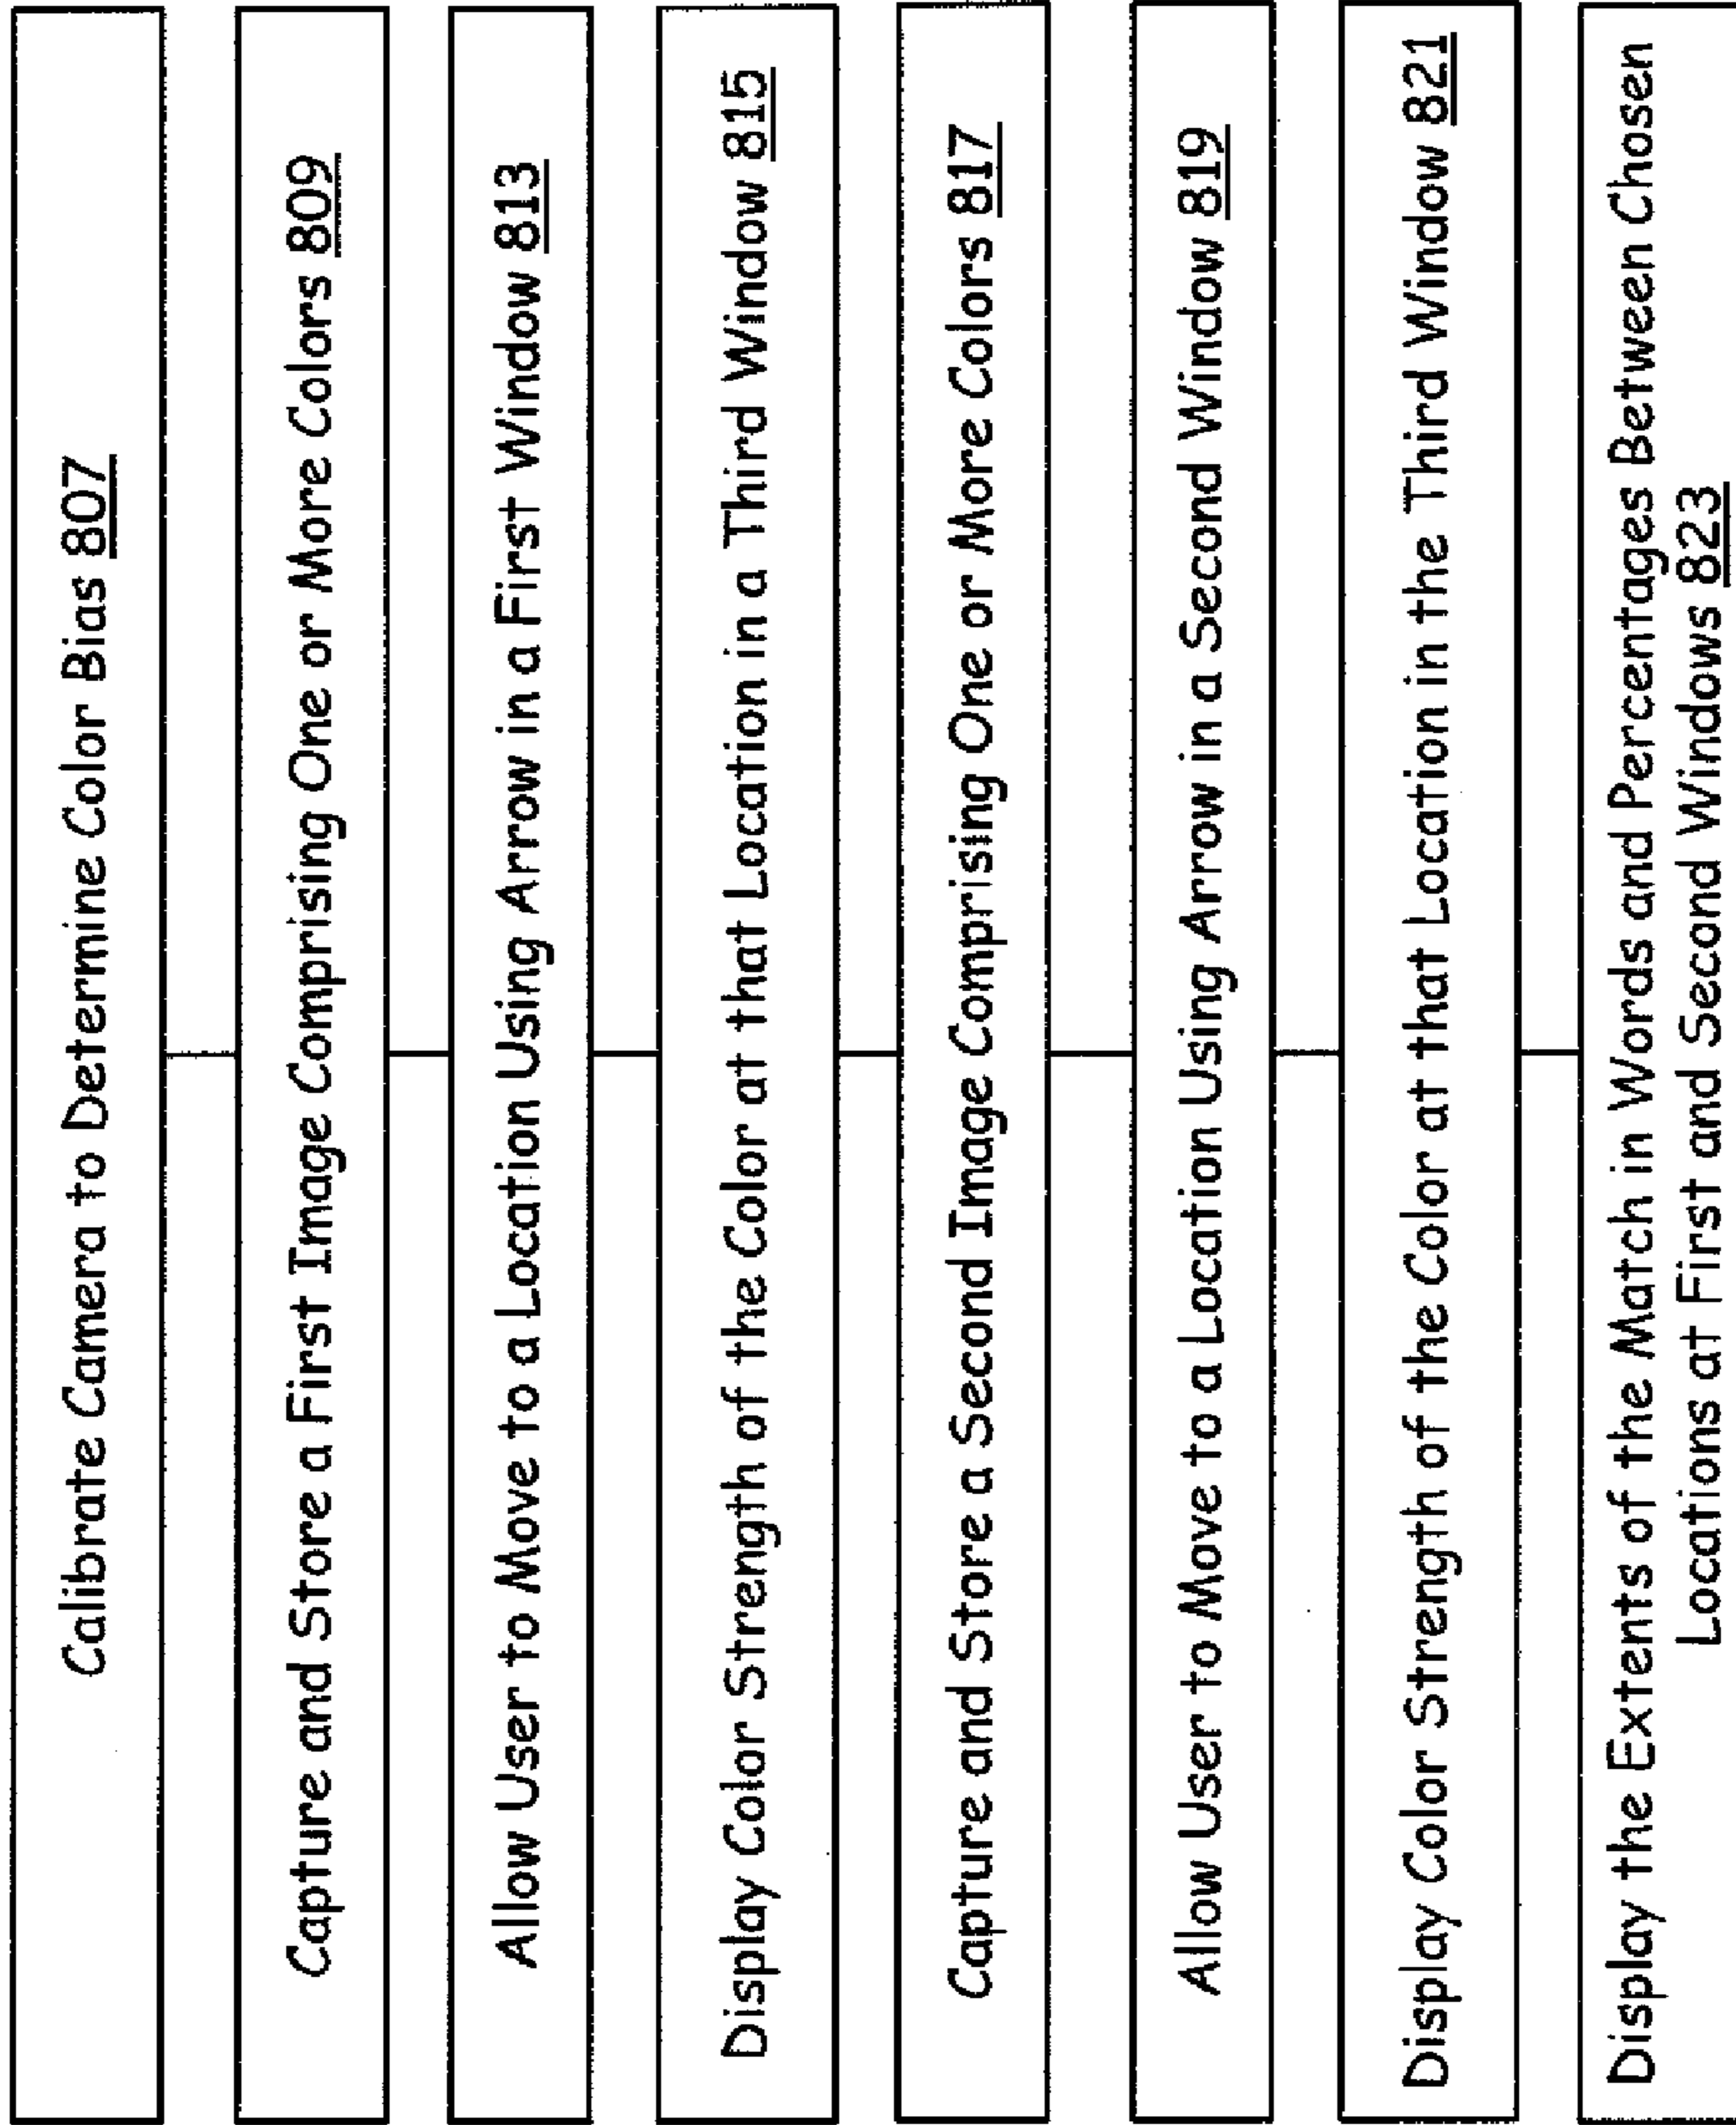 Calibrate Camera to Determine Color Bias 807
Capture and Store a First Image Comprising One or More Colors 809
Allow User to Move to a Location Using Arrow in a First Window 813
Display Color Strength of the Color at that Location in a Third Window 815
Capture and Store a Second Image Comprising One or More Colors 817
Allow User to Move to a Location Using Arrow in a Second Window 819
Display Color Strength of the Color at that Location in the Third Window 821
Display the Extents of the Match in Words and Percentages Between Chosen
Locations at First and Second Windows 823